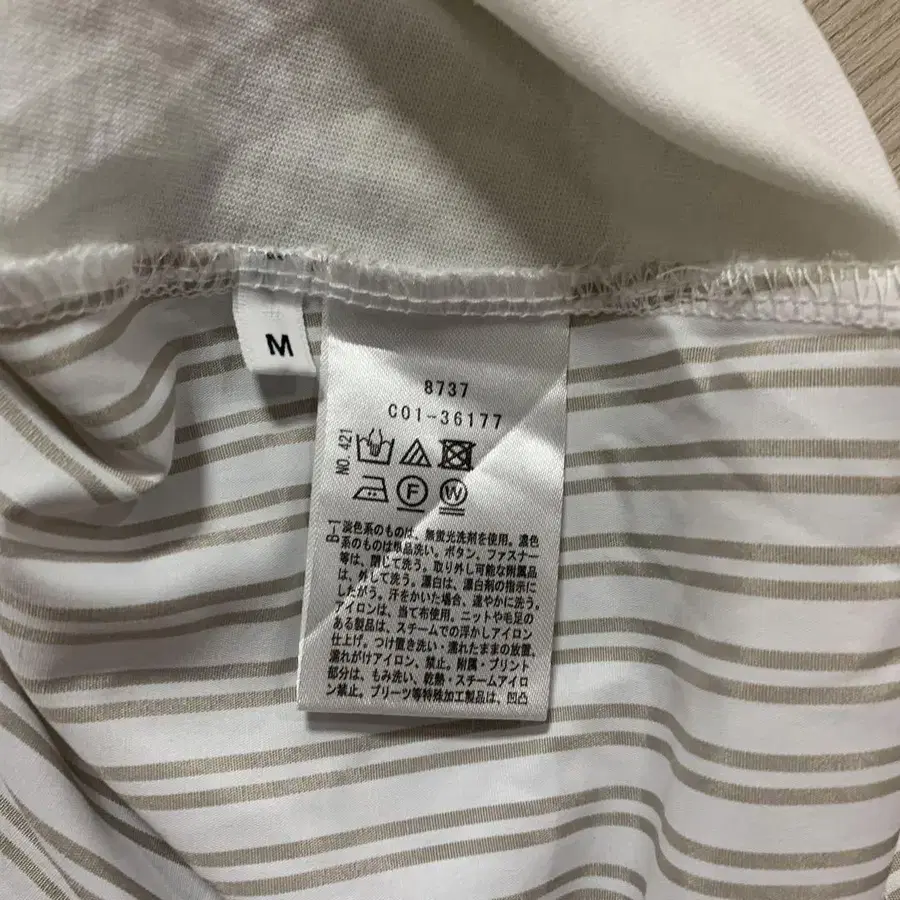 M
8737
C01-36177
NO.421
F
W
B-1
淡色系のものは、無蛍光洗剤を使用。濃色
系のものは単品洗い。ボタン、ファスナー
等は、閉じて洗う。取り外し可能な附属品
は、外して洗う。漂白は、漂白剤の指示に
したがう。汗をかいた場合、速やかに洗う。
アイロンは、当て布使用。ニットや毛足の
ある製品は、スチームでの浮かしアイロン
仕上げ。つけ置き洗い・濡れたままの放置、
濡れがけアイロン、禁止。附属・プリント
部分は、もみ洗い、乾熱・スチームアイロ
ン禁止。プリーツ等特殊加工製品は、凹凸